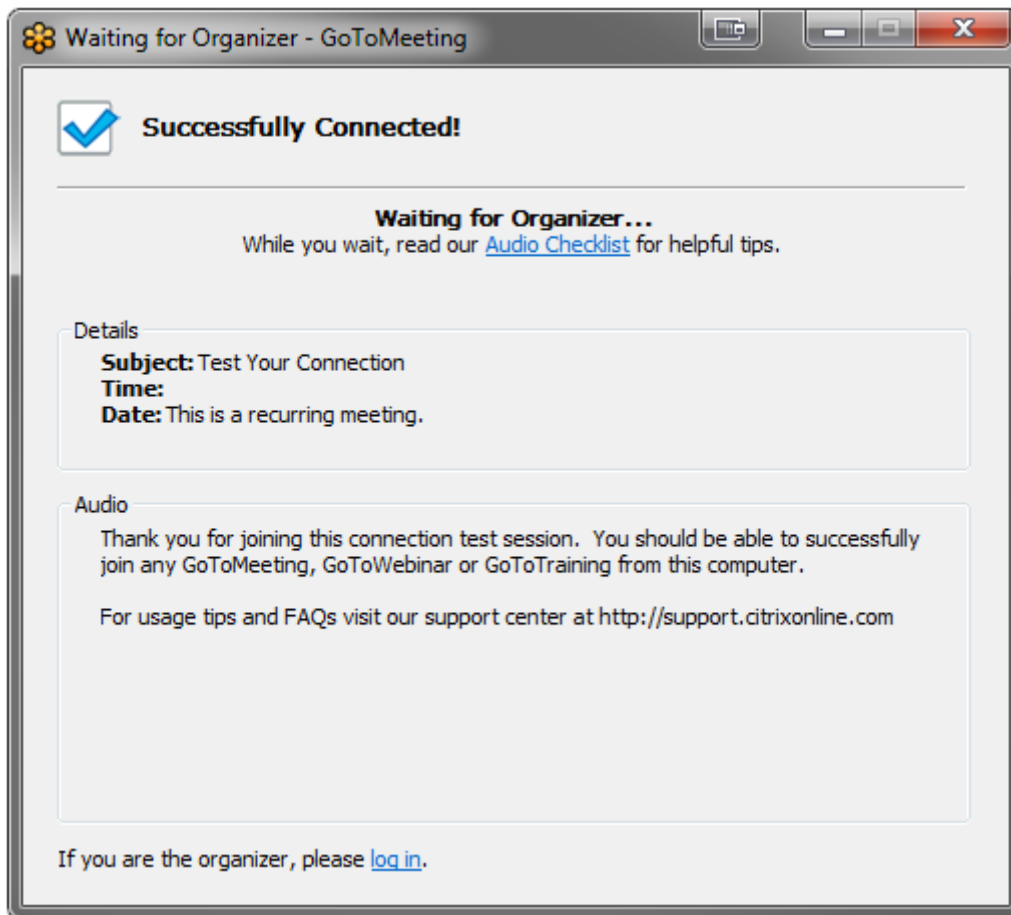 Waiting for Organizer - GoToMeeting
Successfully Connected!
Waiting for Organizer...
While you wait, read our Audio Checklist for helpful tips.
Details
Subject: Test Your Connection
Time:
Date: This is a recurring meeting.
Audio
Thank you for joining this connection test session.  You should be able to successfully
join any GoToMeeting, GoToWebinar or GoToTraining from this computer.
For usage tips and FAQs visit our support center at http://support.citrixonline.com
If you are the organizer, please log in.